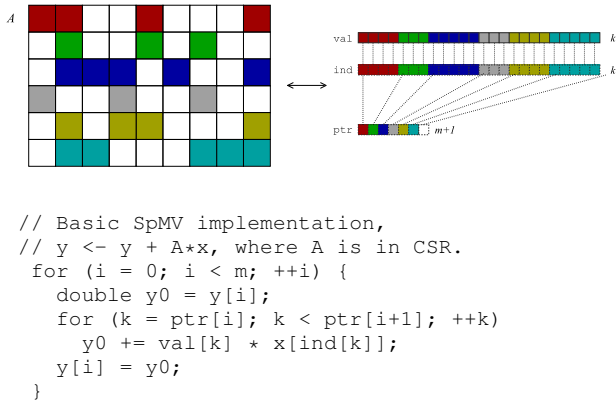 A
val k
ind k
ptr m+1
// Basic SpMV implementation,
// y <- y + A*x, where A is in CSR.
for (i = 0; i < m; ++i) {
double y0 = y[i];
for (k = ptr[i]; k < ptr[i+1]; ++k)
y0 += val[k] * x[ind[k]];
y[i] = y0;
}